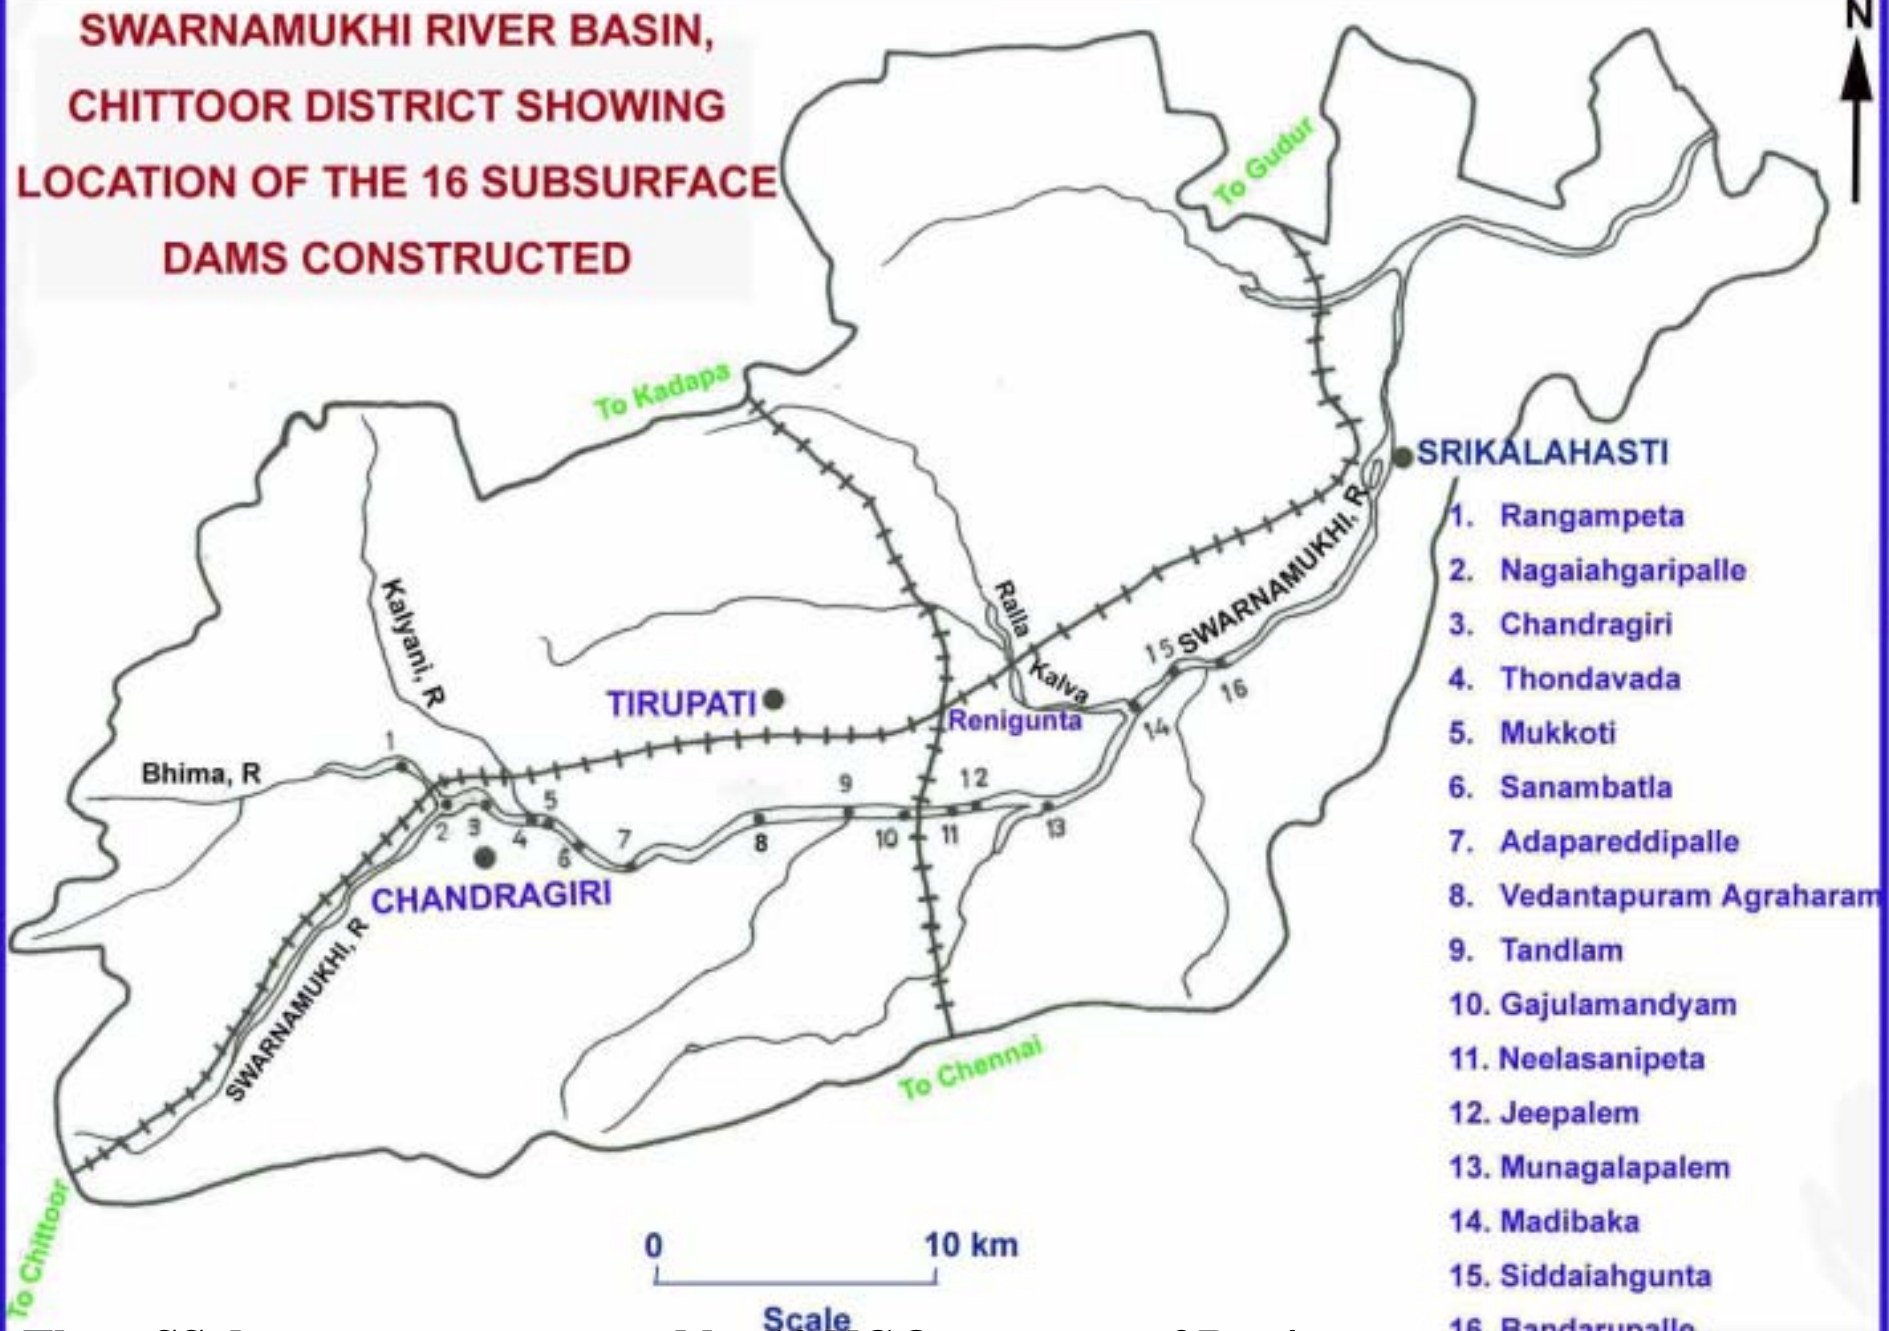 SWARNAMUKHI RIVER BASIN,
CHITTOOR DISTRICT SHOWING
LOCATION OF THE 16 SUBSURFACE
DAMS CONSTRUCTED
N
To Gudur
To Kadapa
SRIKALAHASTI
SWARNAMUKHI, R
Kalyani, R
Ralla
Kalva
TIRUPATI
Renigunta
Bhima, R
1
2
3
4
5
6
7
8
9
10
11
12
13
14
15
16
CHANDRAGIRI
SWARNAMUKHI, R
To Chennai
To Chittoor
1. Rangampeta
2. Nagaiahgaripalle
3. Chandragiri
4. Thondavada
5. Mukkoti
6. Sanambatla
7. Adapareddipalle
8. Vedantapuram Agraharam
9. Tandlam
10. Gajulamandyam
11. Neelasanipeta
12. Jeepalem
13. Munagalapalem
14. Madibaka
15. Siddaiahgunta
16. Bandarupalle
0 10 km
Scale